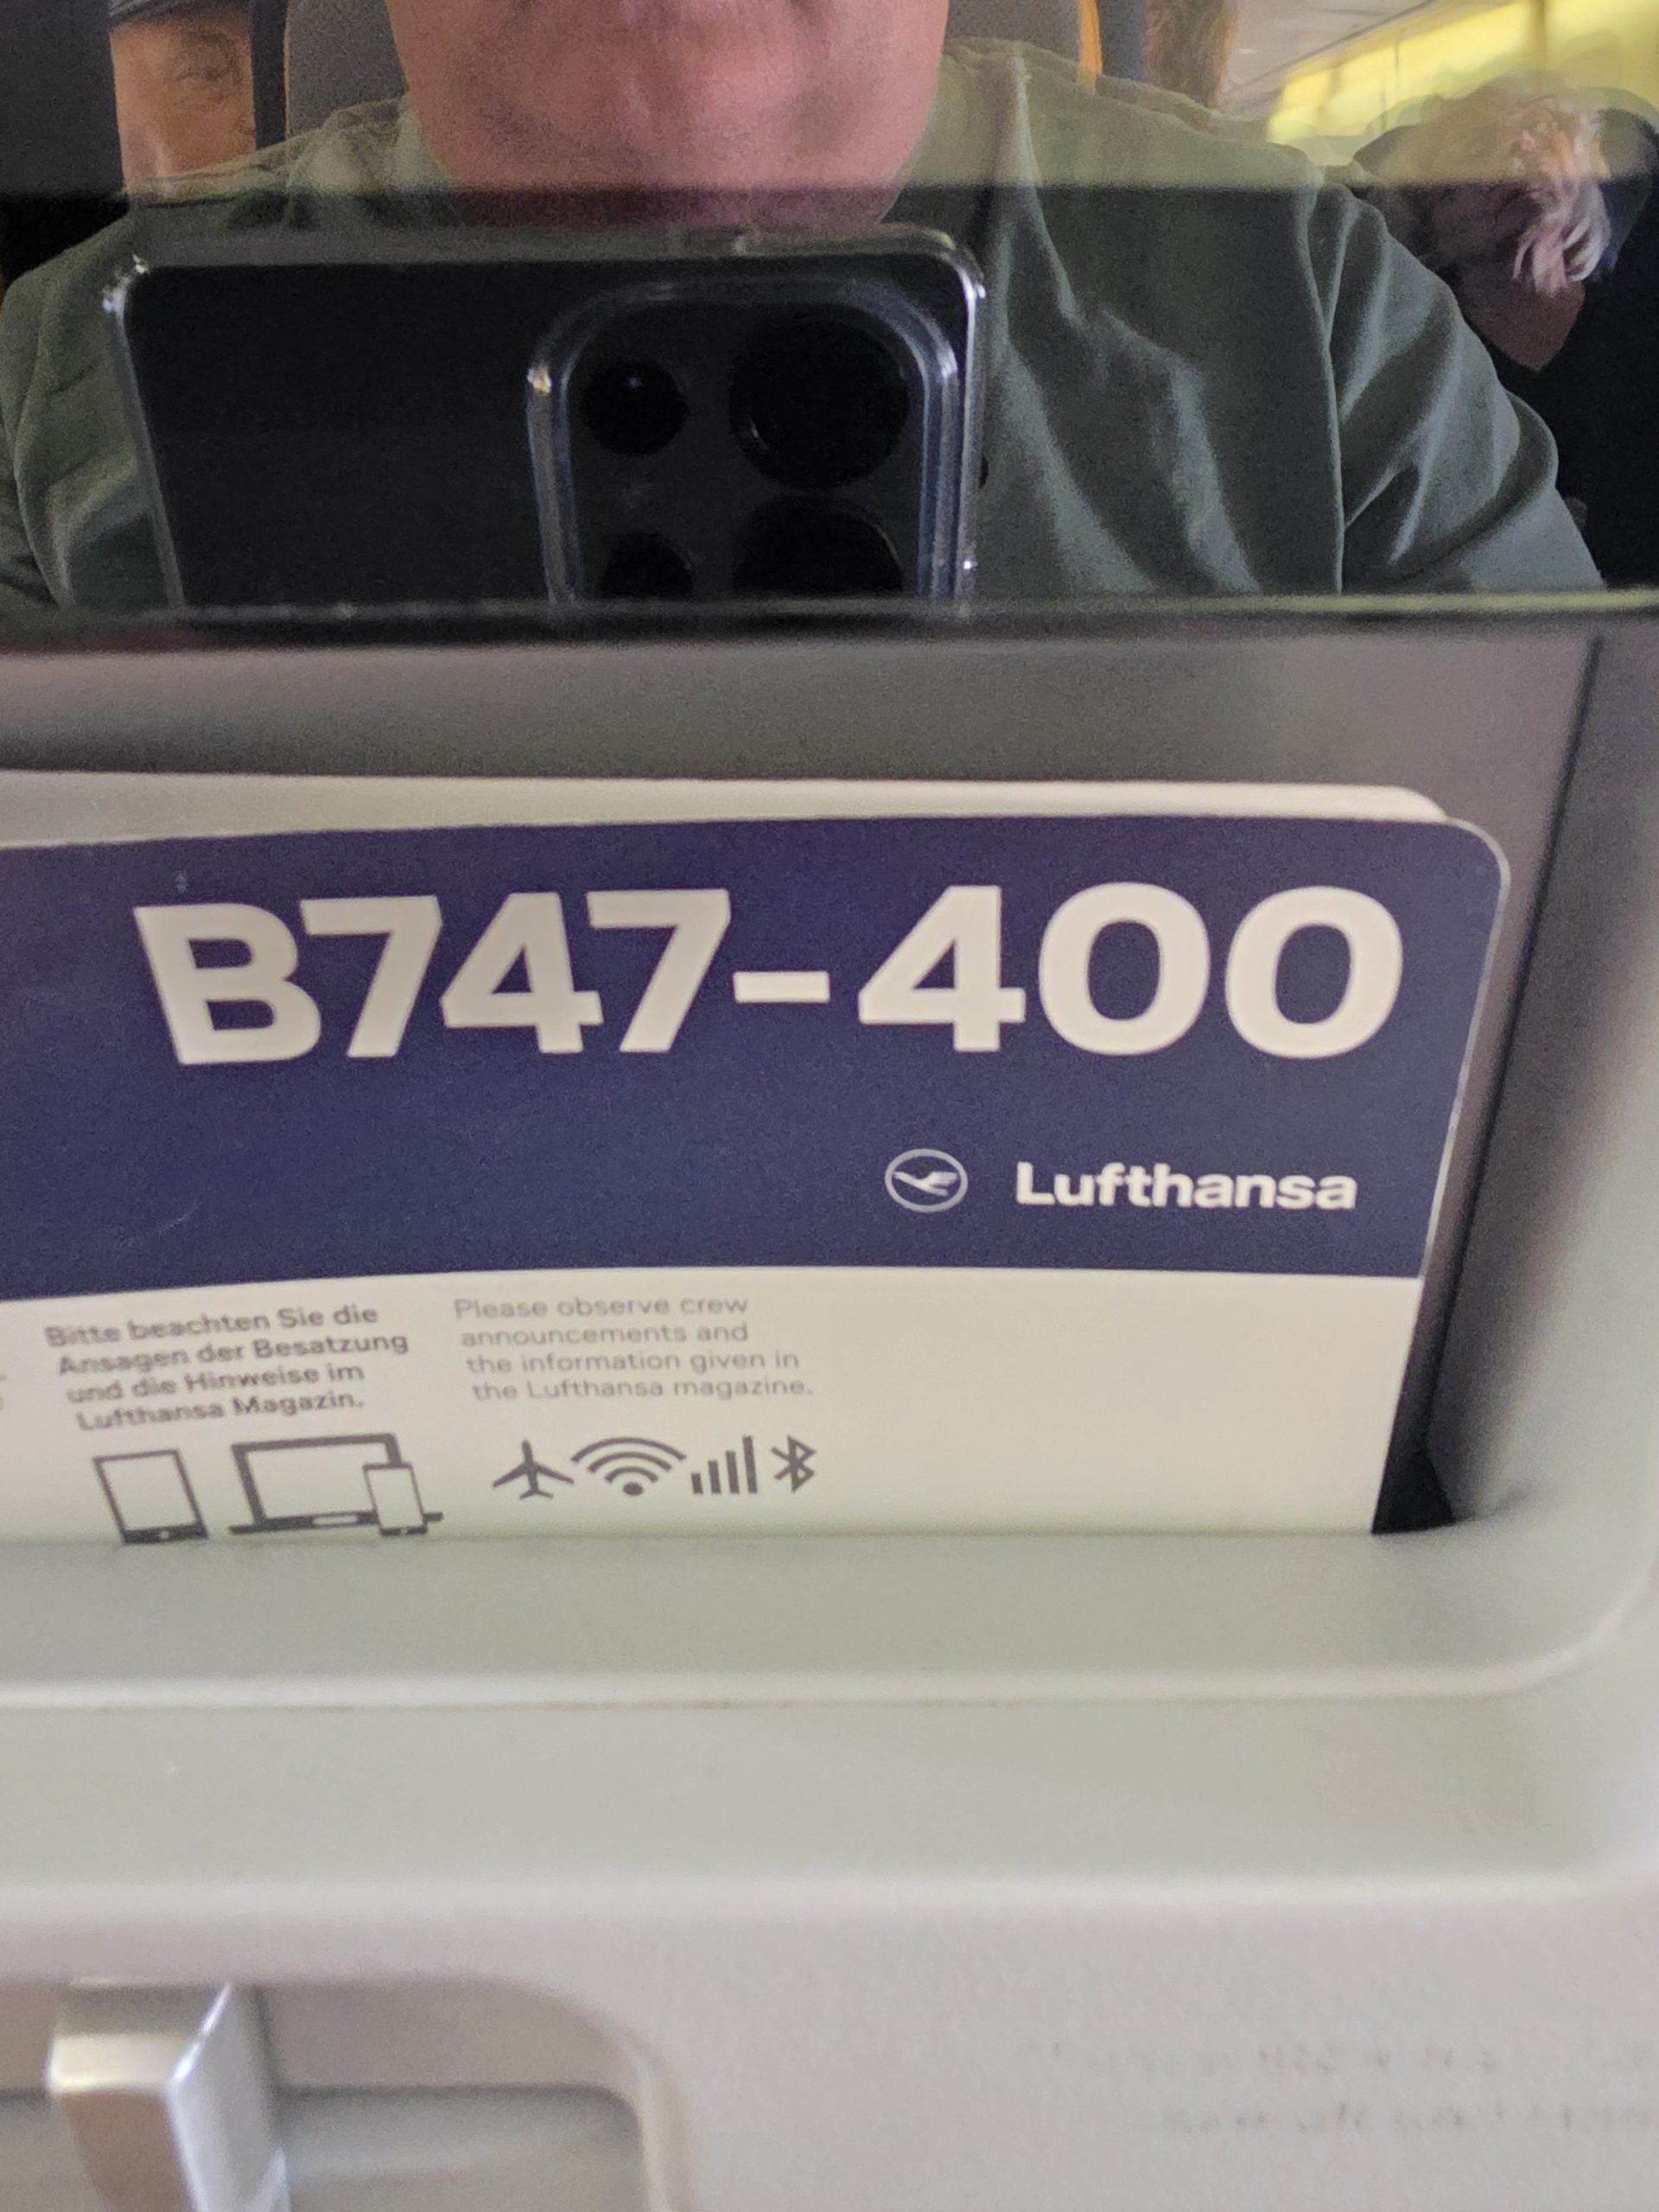 B747-400
Lufthansa
Bitte beachten Sie die
Ansagen der Besatzung
und die Hinweise im
Lufthansa Magazin.
Please observe crew
announcements and
the information given in
the Lufthansa magazine.